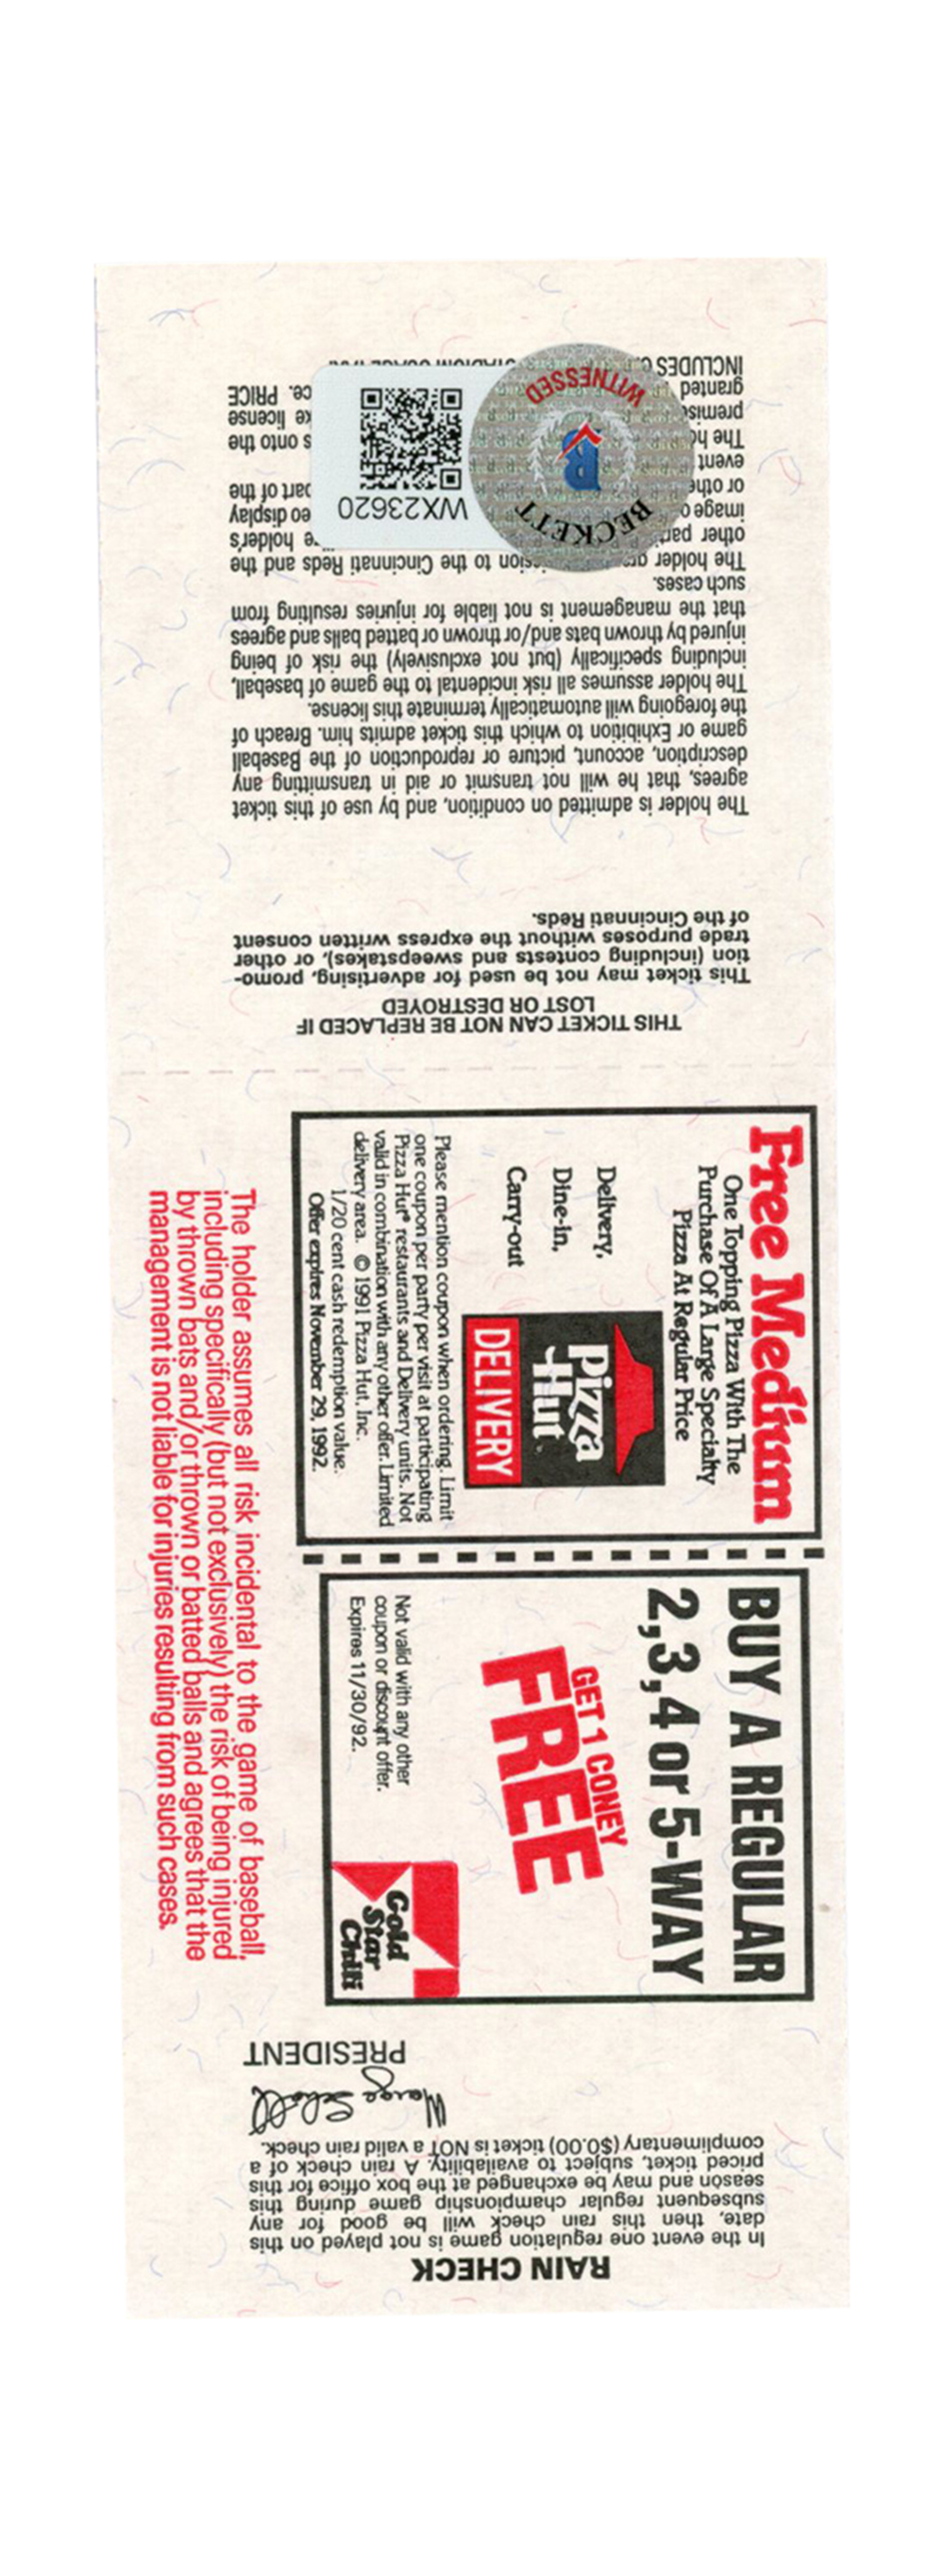 RAIN CHECK
In the event one regulation game is not played on this
date, then this rain check will be good for any
subsequent regular championship game during this
season and may be exchanged at the box office for this
priced ticket, subject to availability. A rain check of a
complimentary ($0.00) ticket is NOT a valid rain check.
Marge Schott
PRESIDENT
BUY A REGULAR
2,3,4 or 5-WAY
GET 1 CONEY
FREE
Not valid with any other
coupon or discount offer.
Expires 11/30/92.
Gold
Star
Chili
Free Medium
One Topping Pizza With The
Purchase Of A Large Specialty
Pizza At Regular Price
Delivery,
Dine-in,
Carry-out
Pizza
Hut
DELIVERY
Please mention coupon when ordering. Limit
one coupon per party per visit at participating
Pizza Hut® restaurants and Delivery units. Not
valid in combination with any other offer. Limited
delivery area. © 1991 Pizza Hut, Inc.
1/20 cent cash redemption value.
Offer expires November 29, 1992.
The holder assumes all risk incidental to the game of baseball,
including specifically (but not exclusively) the risk of being injured
by thrown bats and/or thrown or batted balls and agrees that the
management is not liable for injuries resulting from such cases.
THIS TICKET CAN NOT BE REPLACED IF
LOST OR DESTROYED
This ticket may not be used for advertising, promo-
tion (including contests and sweepstakes), or other
trade purposes without the express written consent
of the Cincinnati Reds.
The holder is admitted on condition, and by use of this ticket
agrees, that he will not transmit or aid in transmitting any
description, account, picture or reproduction of the Baseball
game or Exhibition to which this ticket admits him. Breach of
the foregoing will automatically terminate this license.
The holder assumes all risk incidental to the game of baseball,
including specifically (but not exclusively) the risk of being
injured by thrown bats and/or thrown or batted balls and agrees
that the management is not liable for injuries resulting from
such cases.
The holder to the Cincinnati Reds and the
other holder's
image display
or part of the
event
The onto the
license
granted PRICE
INCLUDES
BECKETT
WITNESSED
WX23620